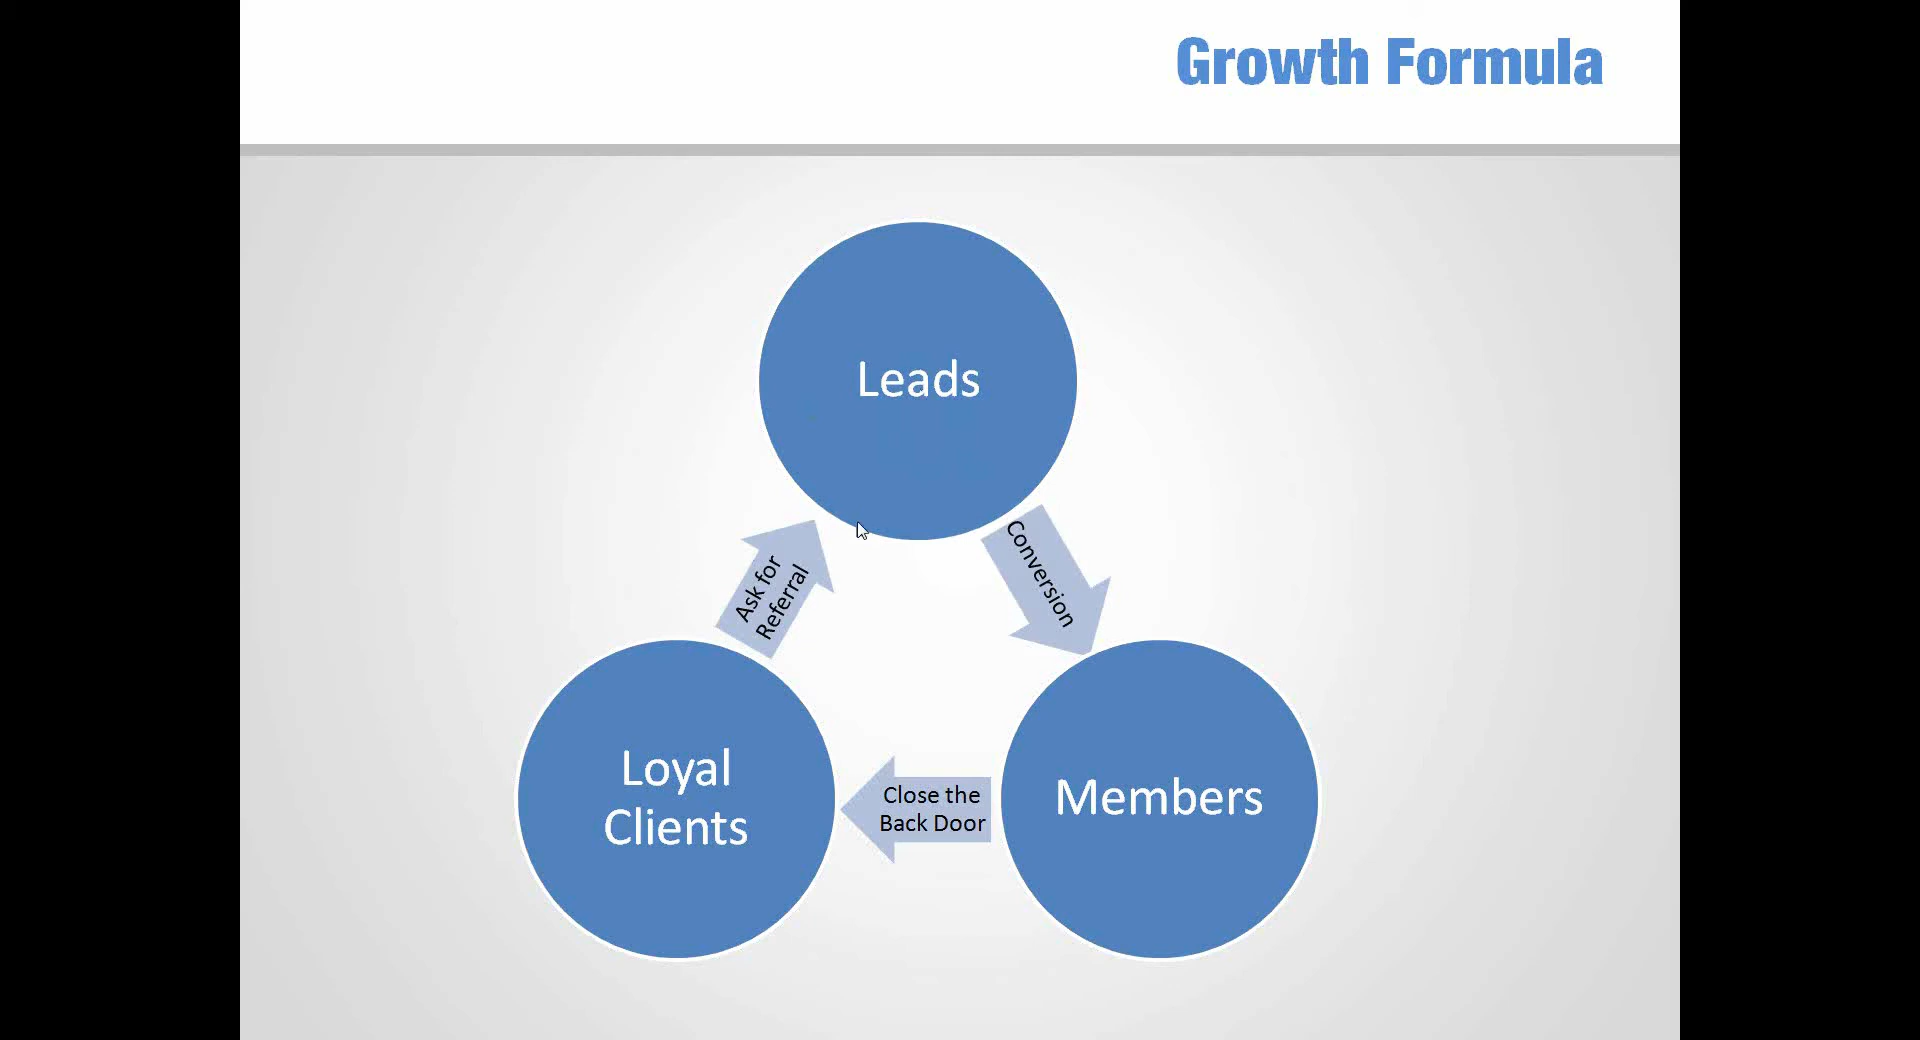 Growth Formula
Leads
Conversion
Ask for
Referral
Loyal
Clients
Close the
Back Door
Members